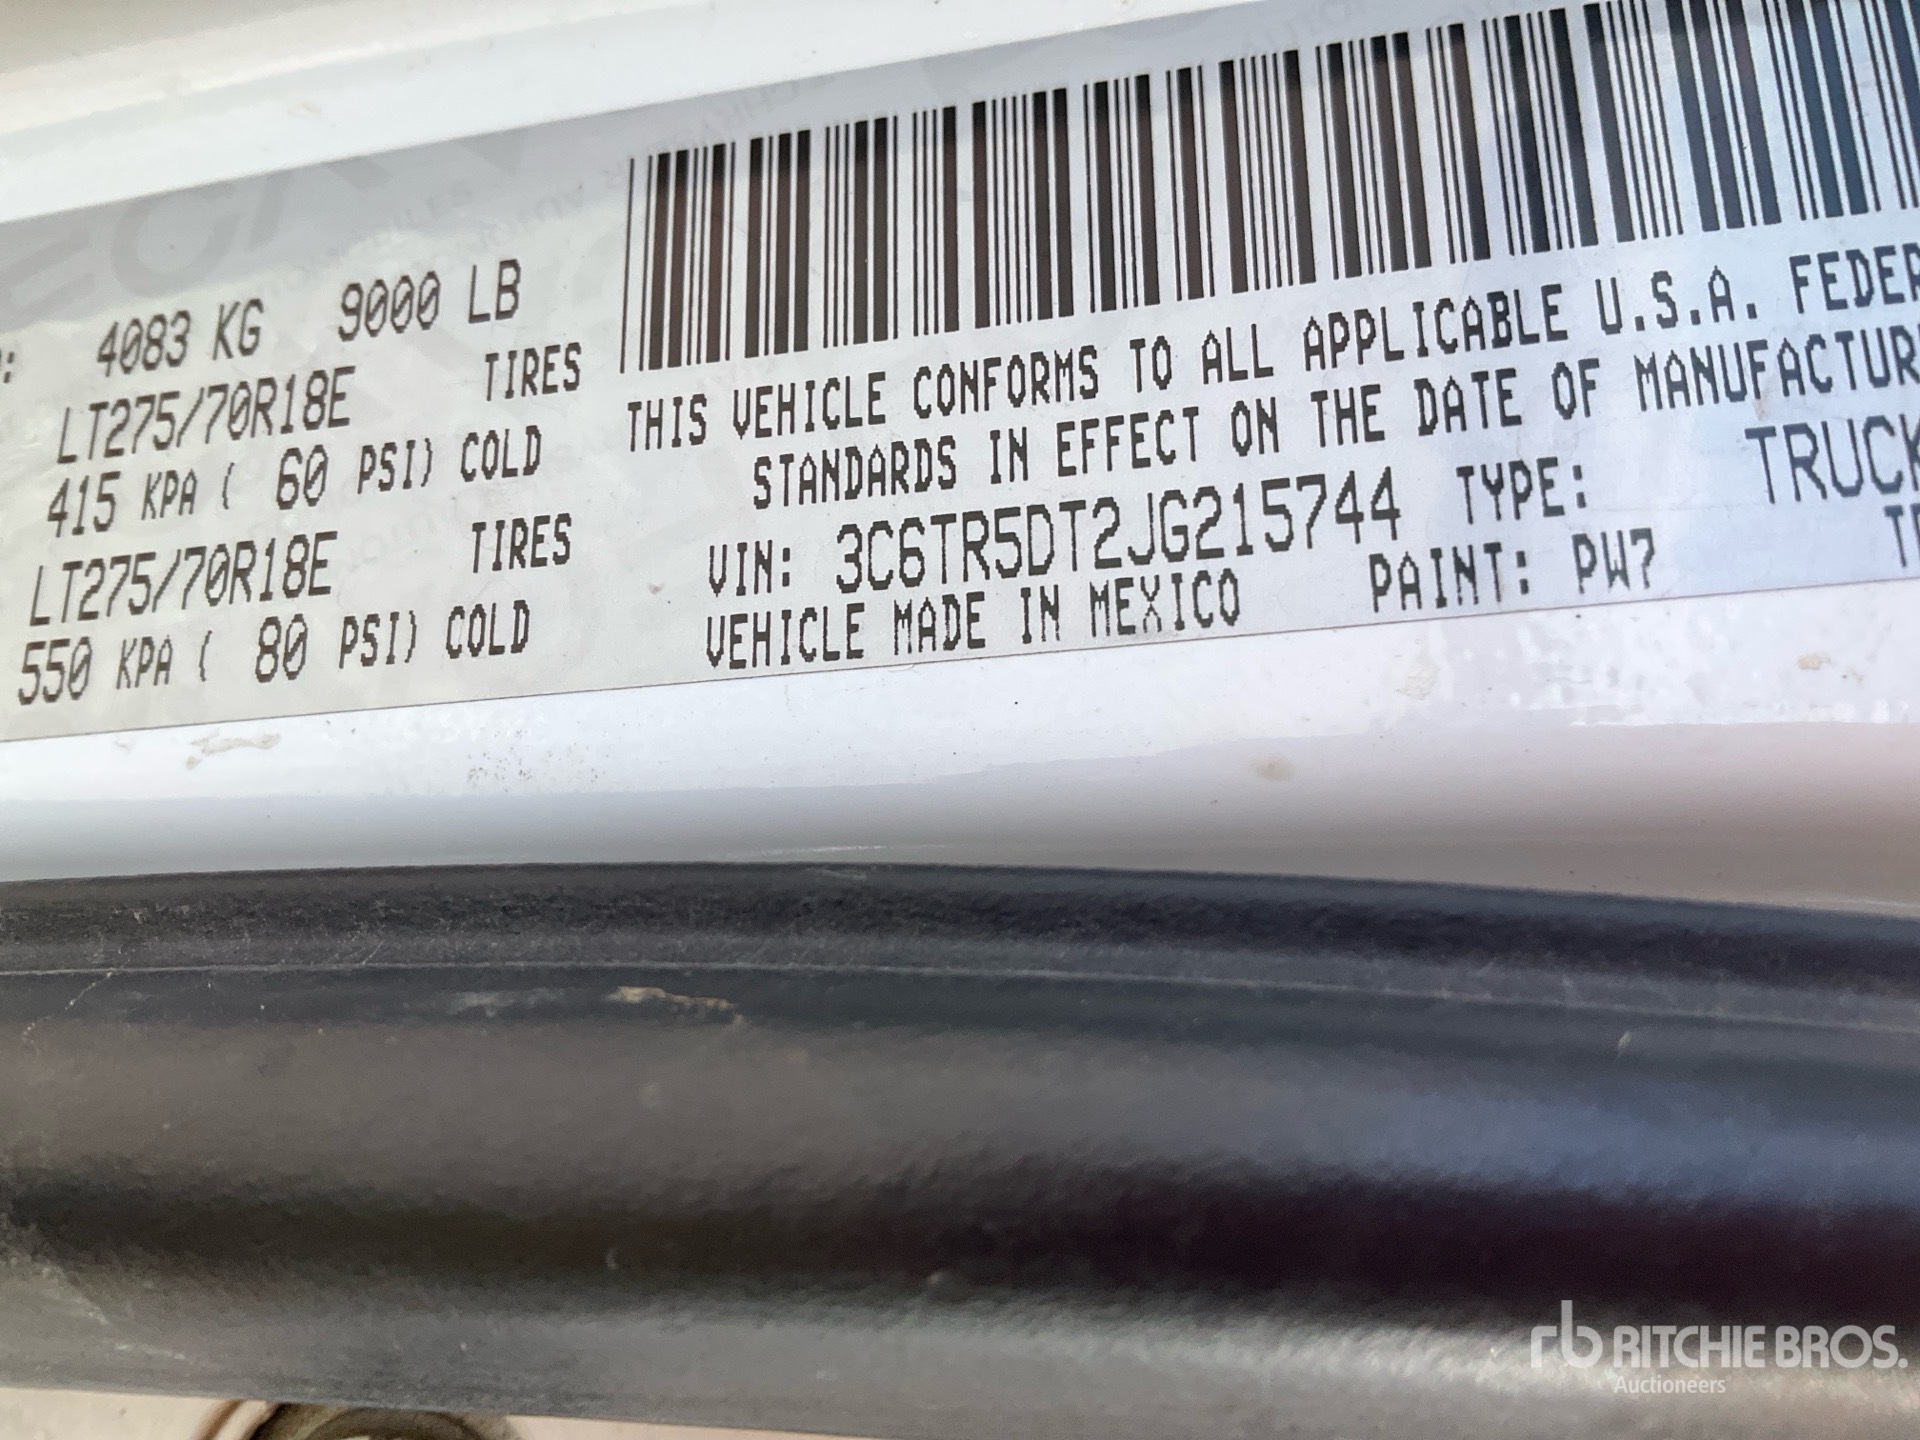 4083 KG 9000 LB
LT275/70R18E TIRES
415 KPA ( 60 PSI) COLD
LT275/70R18E TIRES
550 KPA ( 80 PSI) COLD
THIS VEHICLE CONFORMS TO ALL APPLICABLE U.S.A. FEDER
STANDARDS IN EFFECT ON THE DATE OF MANUFACTUR
VIN: 3C6TR5DT2JG215744 TYPE: TRUCK
VEHICLE MADE IN MEXICO PAINT: PW7
rb RITCHIE BROS.
Auctioneers